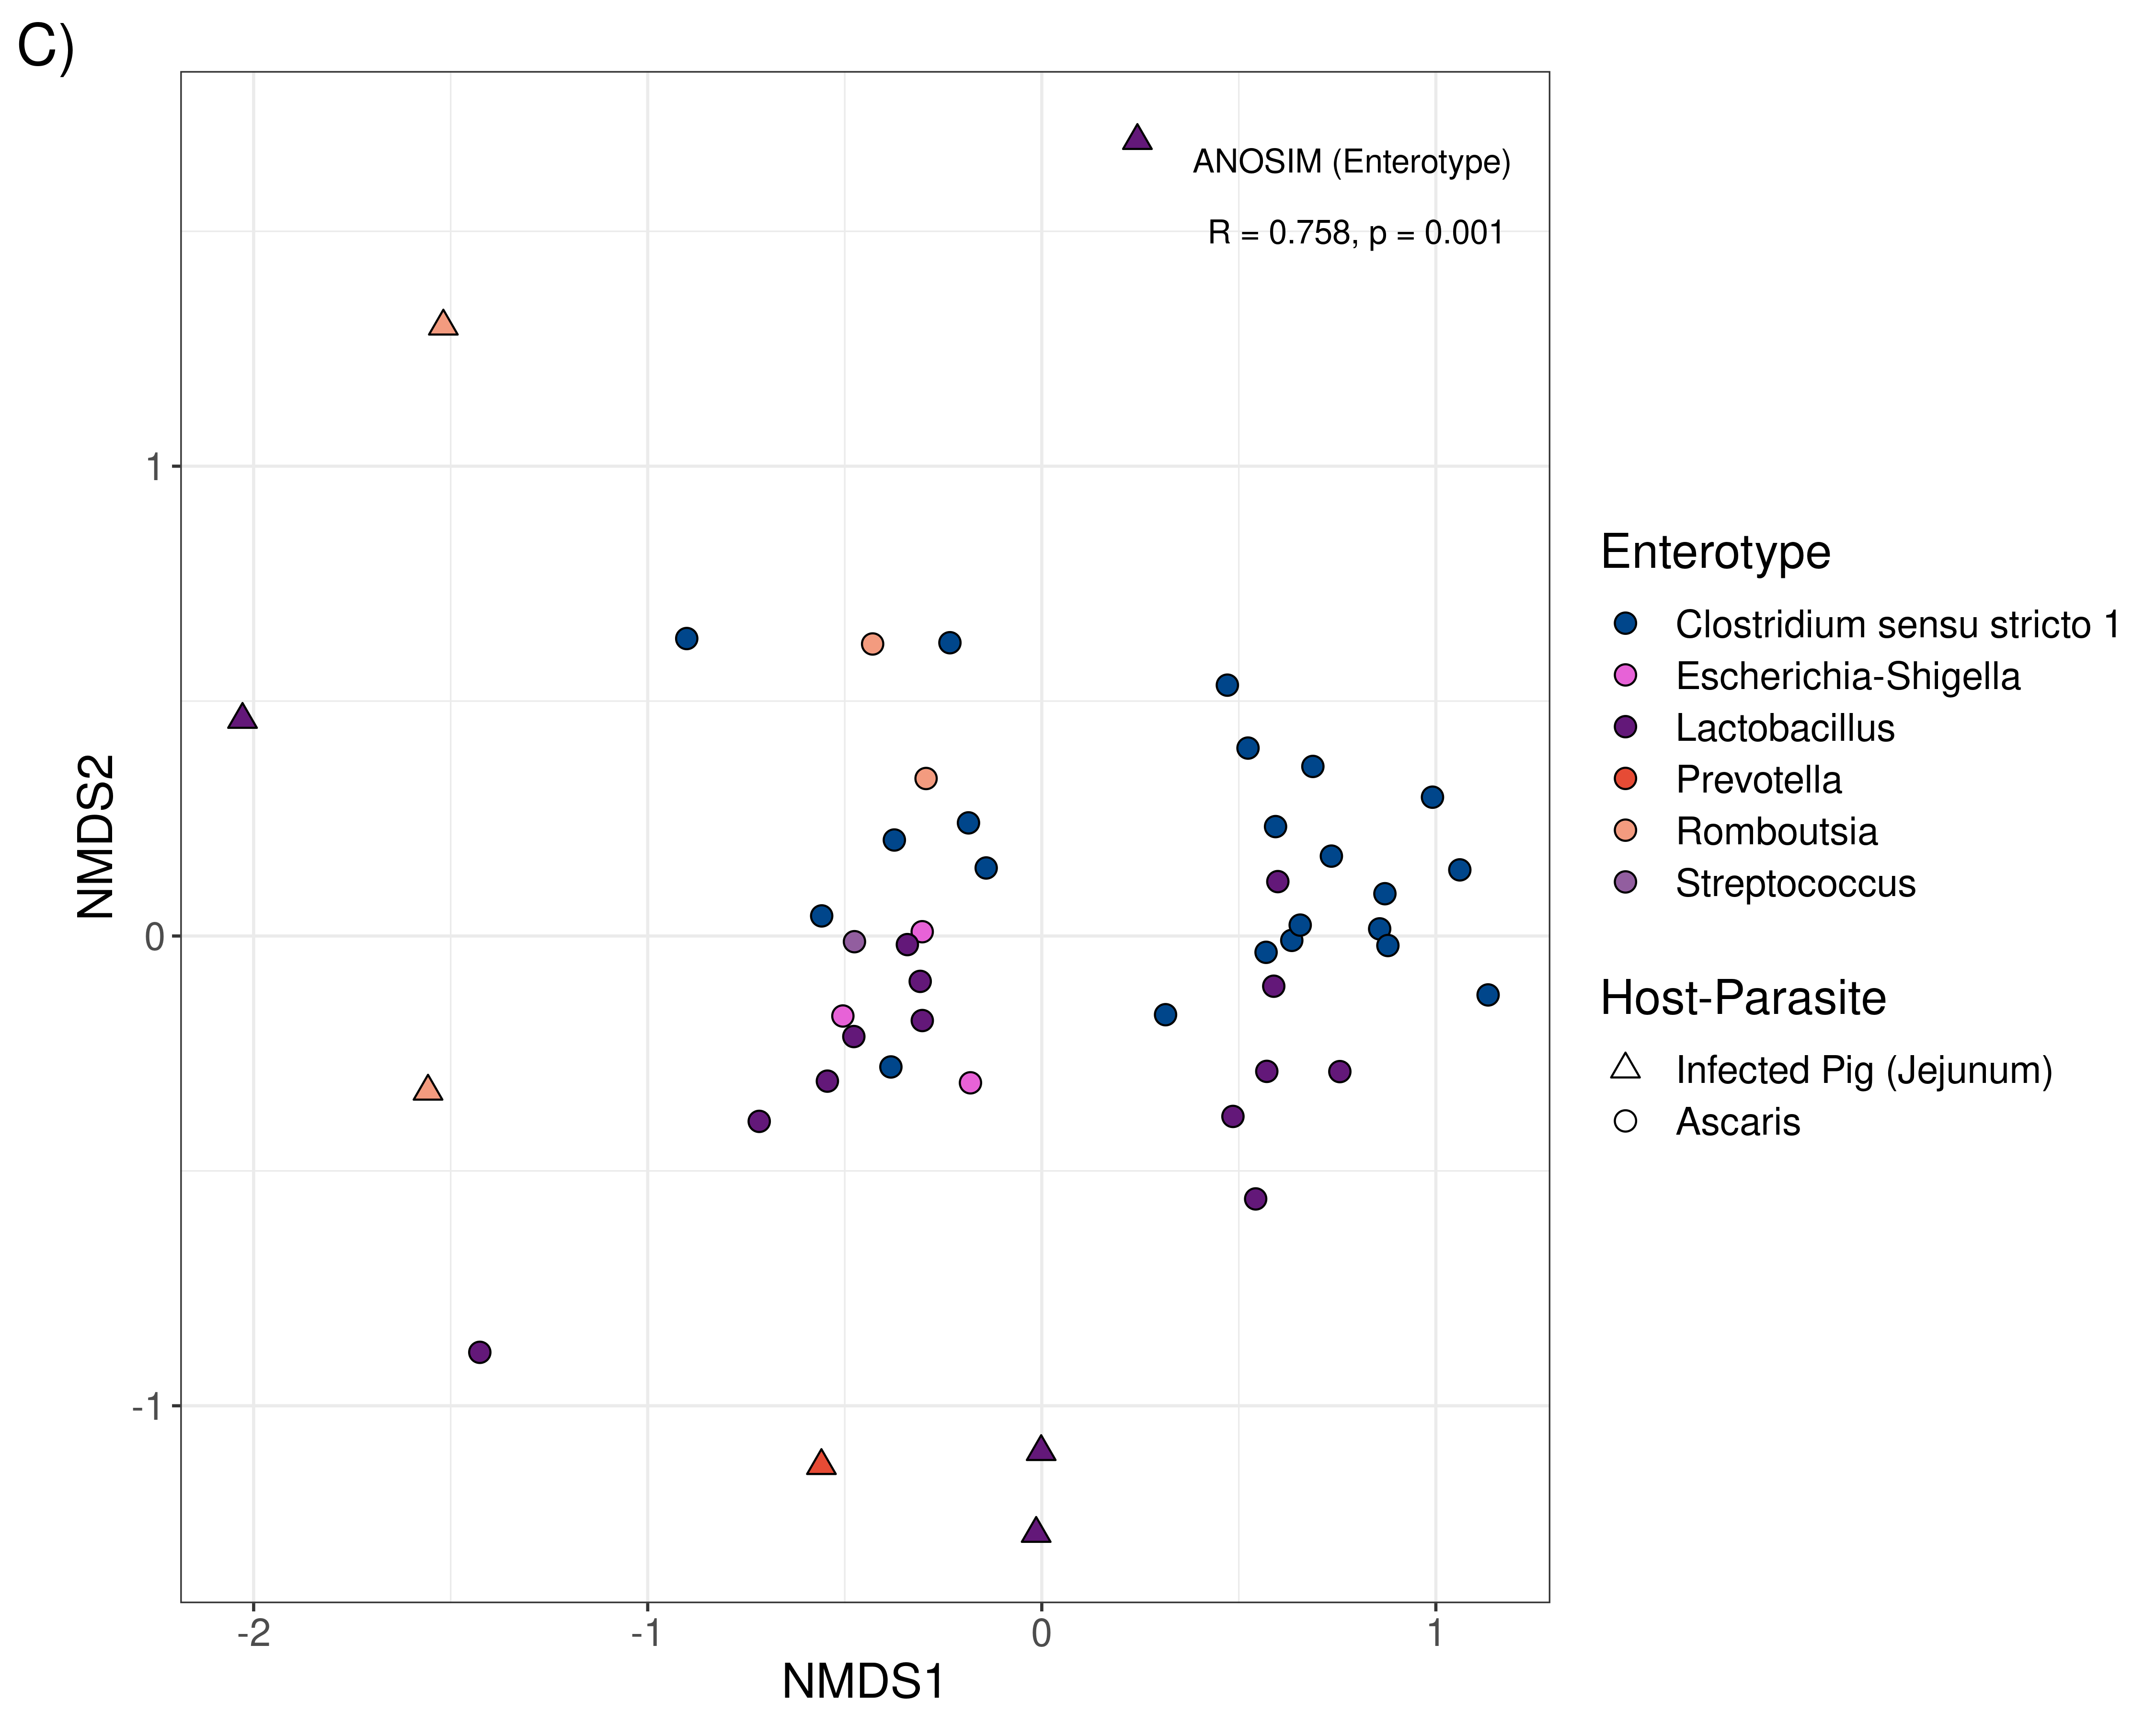 C)
ANOSIM (Enterotype)
R = 0.758, p = 0.001
1
0
-1
NMDS2
-2
-1
0
1
NMDS1
Enterotype
Clostridium sensu stricto 1
Escherichia-Shigella
Lactobacillus
Prevotella
Romboutsia
Streptococcus
Host-Parasite
Infected Pig (Jejunum)
Ascaris